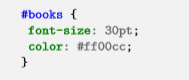 #books {
font-size: 30pt;
color: #ff00cc;
}